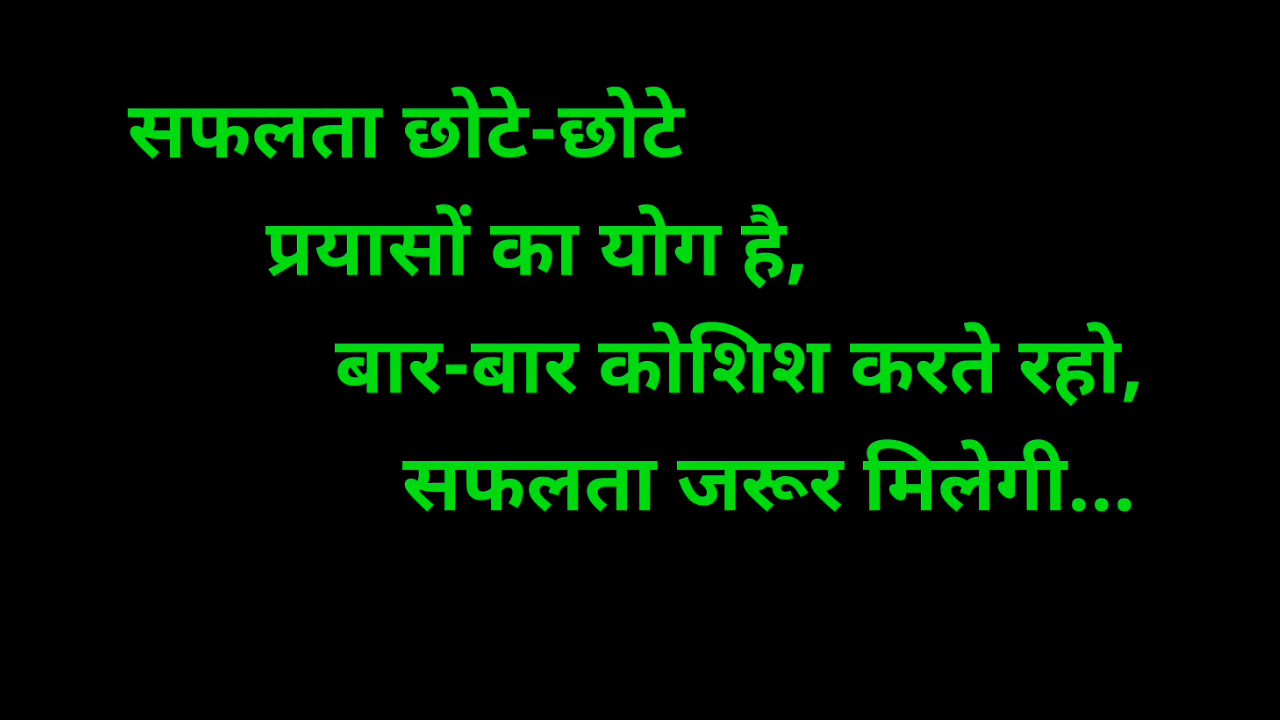 सफलता छोटे-छोटे
प्रयासों का योग है,
बार-बार कोशिश करते रहो,
सफलता जरूर मिलेगी...